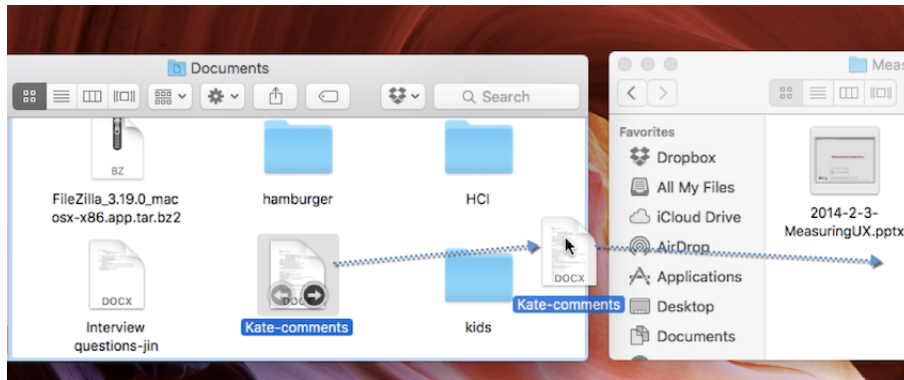 Documents
Search
BZ
FileZilla_3.19.0_mac
osx-x86.app.tar.bz2
hamburger
HCI
DOCX
Interview
questions-jin
DOCX
Kate-comments
kids
DOCX
Kate-comments
Meas
Favorites
Dropbox
All My Files
iCloud Drive
AirDrop
Applications
Desktop
Documents
2014-2-3-
MeasuringUX.pptx